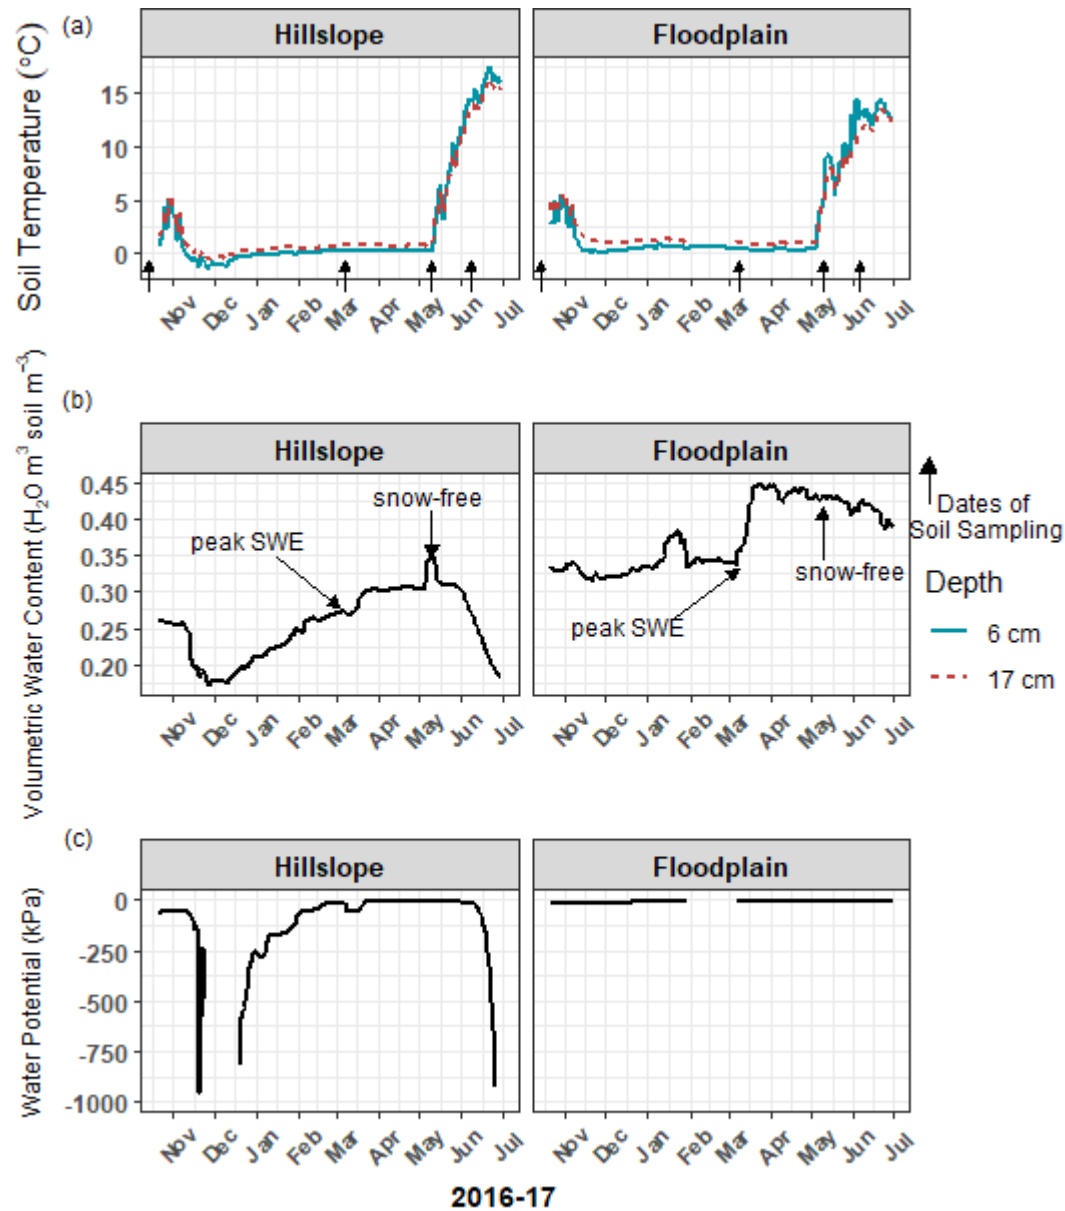 (a)
Hillslope Floodplain
Soil Temperature (°C)
15
10
5
0
Nov Dec Jan Feb Mar Apr May Jun Jul Nov Dec Jan Feb Mar Apr May Jun Jul
(b)
Hillslope Floodplain
Volumetric Water Content (H₂O m³ soil m⁻³)
0.45
0.40
0.35
0.30
0.25
0.20
snow-free
peak SWE
snow-free
peak SWE
Nov Dec Jan Feb Mar Apr May Jun Jul Nov Dec Jan Feb Mar Apr May Jun Jul
Dates of
Soil Sampling
Depth
6 cm
17 cm
(c)
Hillslope Floodplain
Water Potential (kPa)
0
-250
-500
-750
-1000
Nov Dec Jan Feb Mar Apr May Jun Jul Nov Dec Jan Feb Mar Apr May Jun Jul
2016-17